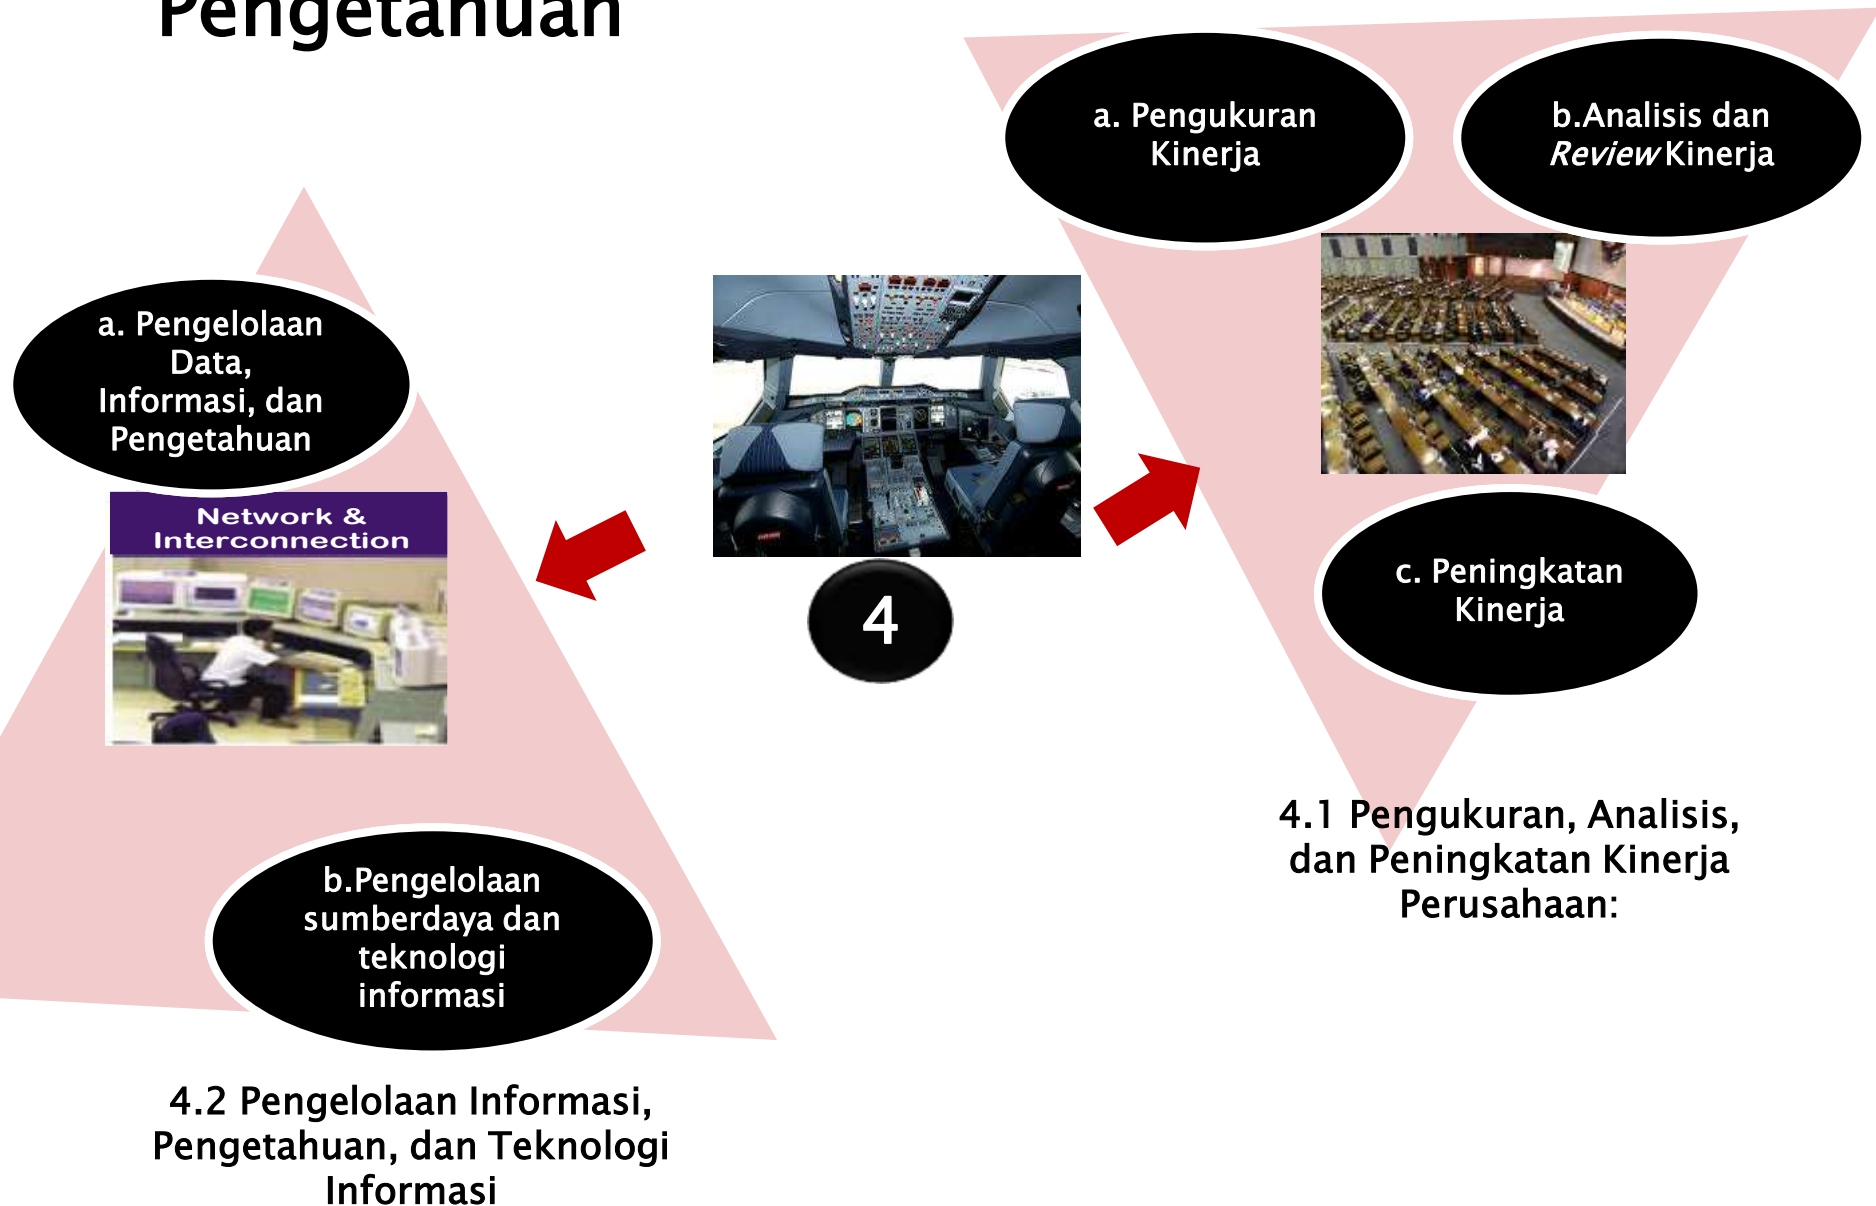 Pengetahuan
a. Pengukuran
Kinerja
b.Analisis dan
Review Kinerja
a. Pengelolaan
Data,
Informasi, dan
Pengetahuan
Network &
Interconnection
4
c. Peningkatan
Kinerja
4.1 Pengukuran, Analisis,
dan Peningkatan Kinerja
Perusahaan:
b.Pengelolaan
sumberdaya dan
teknologi
informasi
4.2 Pengelolaan Informasi,
Pengetahuan, dan Teknologi
Informasi